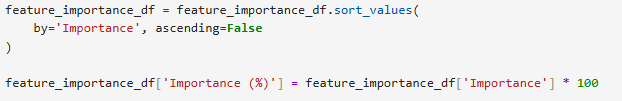 feature_importance_df = feature_importance_df.sort_values(
    by='Importance', ascending=False
)
feature_importance_df['Importance (%)'] = feature_importance_df['Importance'] * 100